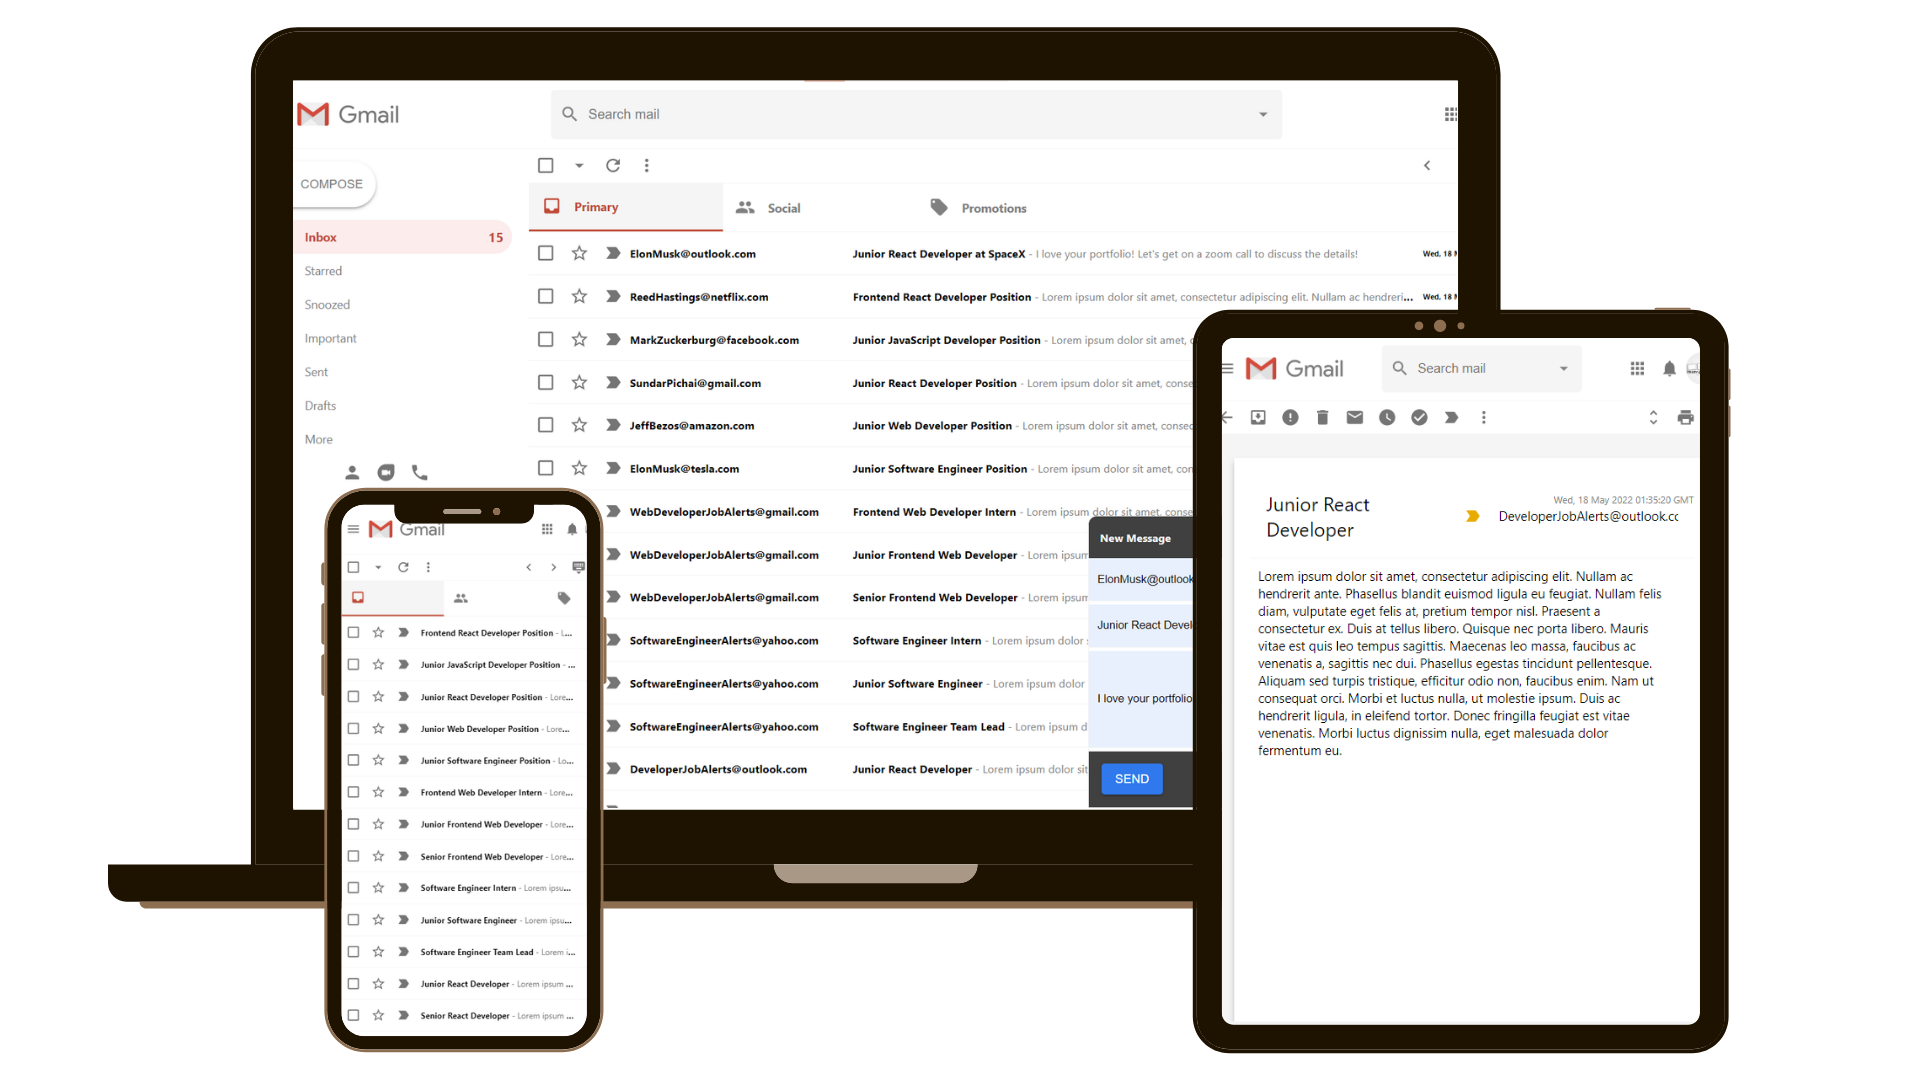 Gmail
Search mail
COMPOSE
Inbox 15
Starred
Snoozed
Important
Sent
Drafts
More
Primary
Social
Promotions
ElonMusk@outlook.com Junior React Developer at SpaceX - I love your portfolio! Let's get on a zoom call to discuss the details! Wed, 18
ReedHastings@netflix.com Frontend React Developer Position - Lorem ipsum dolor sit amet, consectetur adipiscing elit. Nullam ac hendreri... Wed, 18
MarkZuckerburg@facebook.com Junior JavaScript Developer Position - Lorem ipsum dolor sit amet,
SundarPichai@gmail.com Junior React Developer Position - Lorem ipsum dolor sit amet, conse
JeffBezos@amazon.com Junior Web Developer Position - Lorem ipsum dolor sit amet, consec
ElonMusk@tesla.com Junior Software Engineer Position - Lorem ipsum dolor sit amet, con
WebDeveloperJobAlerts@gmail.com Frontend Web Developer Intern - Lorem ipsum dolor sit amet, consec
WebDeveloperJobAlerts@gmail.com Junior Frontend Web Developer - Lorem ipsum
WebDeveloperJobAlerts@gmail.com Senior Frontend Web Developer - Lorem ipsum
SoftwareEngineerAlerts@yahoo.com Software Engineer Intern - Lorem ipsum dolor
SoftwareEngineerAlerts@yahoo.com Junior Software Engineer - Lorem ipsum dolor
SoftwareEngineerAlerts@yahoo.com Software Engineer Team Lead - Lorem ipsum d
DeveloperJobAlerts@outlook.com Junior React Developer - Lorem ipsum dolor sit
New Message
ElonMusk@outlook
Junior React Devel
I love your portfolio
SEND
Gmail
Frontend React Developer Position - L...
Junior JavaScript Developer Position - ...
Junior React Developer Position - Lore...
Junior Web Developer Position - Lore...
Junior Software Engineer Position - Lo...
Frontend Web Developer Intern - Lore...
Junior Frontend Web Developer - Lore...
Senior Frontend Web Developer - Lore...
Software Engineer Intern - Lorem ipsu...
Junior Software Engineer - Lorem ipsu...
Software Engineer Team Lead - Lorem i...
Junior React Developer - Lorem ipsum ...
Senior React Developer - Lorem ipsum ...
Gmail
Search mail
Wed, 18 May 2022 01:35:20 GMT
Junior React
Developer
DeveloperJobAlerts@outlook.cc
Lorem ipsum dolor sit amet, consectetur adipiscing elit. Nullam ac
hendrerit ante. Phasellus blandit euismod ligula eu feugiat. Nullam felis
diam, vulputate eget felis at, pretium tempor nisl. Praesent a
consectetur ex. Duis at tellus libero. Quisque nec porta libero. Mauris
vitae est quis leo tempus sagittis. Maecenas leo massa, faucibus ac
venenatis a, sagittis nec dui. Phasellus egestas tincidunt pellentesque.
Aliquam sed turpis tristique, efficitur odio non, faucibus enim. Nam ut
consequat orci. Morbi et luctus nulla, ut molestie ipsum. Duis ac
hendrerit ligula, in eleifend tortor. Donec fringilla feugiat est vitae
venenatis. Morbi luctus dignissim nulla, eget malesuada dolor
fermentum eu.